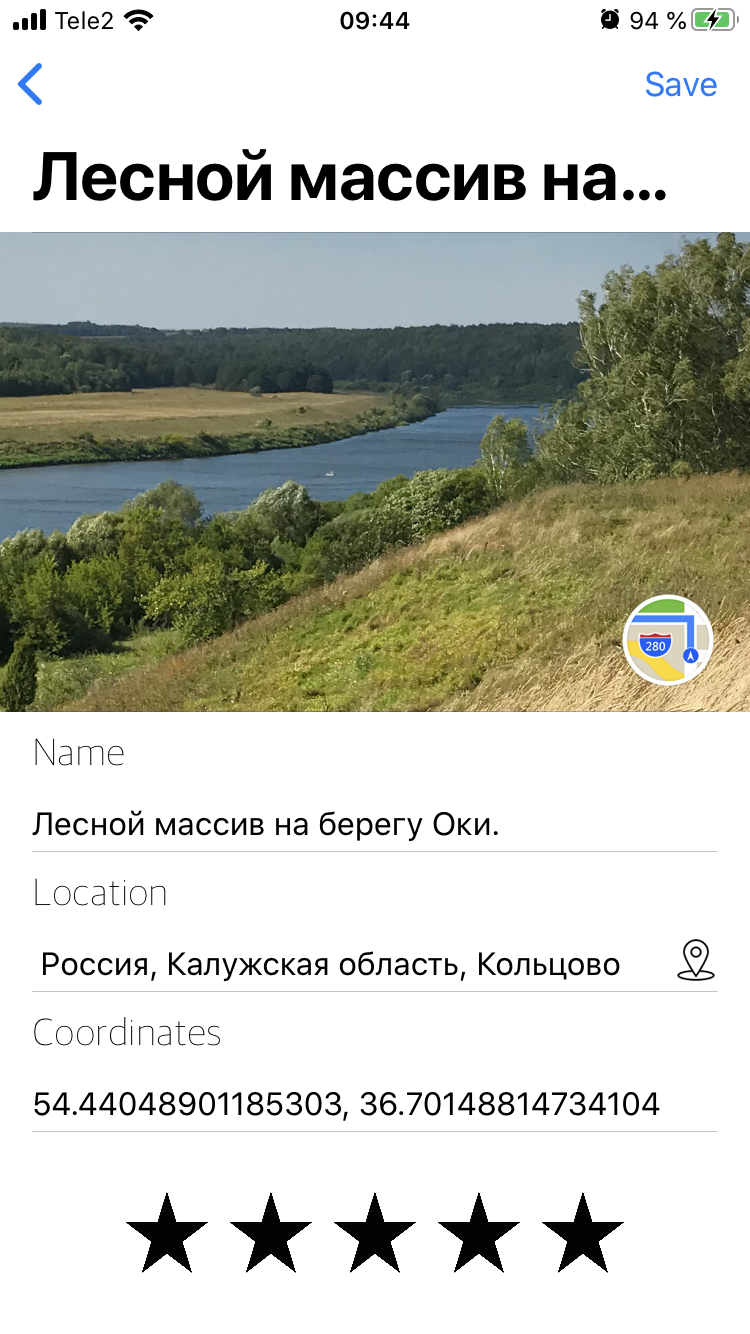 Tele2 09:44 94 %
Save
Лесной массив на...
280
Name
Лесной массив на берегу Оки.
Location
Россия, Калужская область, Кольцово
Coordinates
54.44048901185303, 36.70148814734104